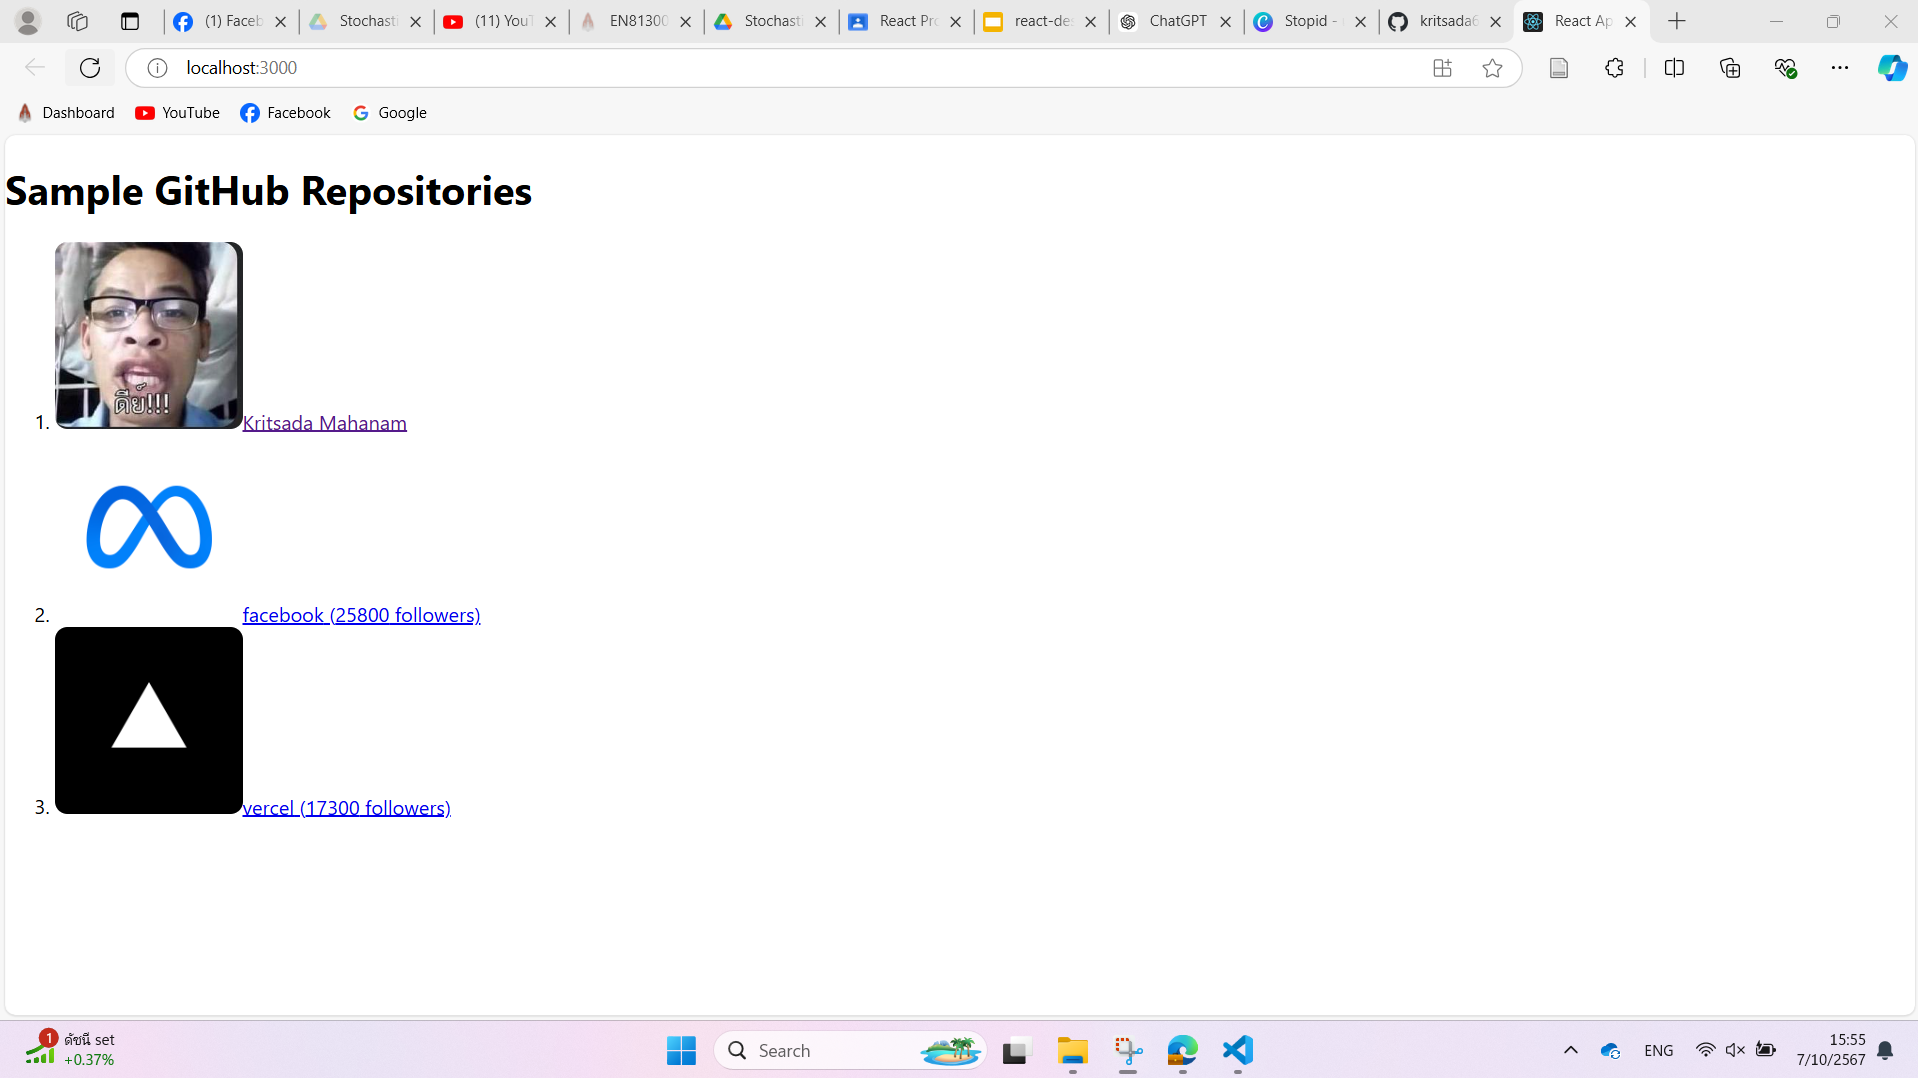 (1) Faceb
Stochasti
(11) YouT
EN81300
Stochasti
React Pro
react-des
ChatGPT
Stopid -
kritsada6
React Ap
localhost:3000
Dashboard
YouTube
Facebook
Google
Sample GitHub Repositories
ดีย์!!!
1. Kritsada Mahanam
2. facebook (25800 followers)
3. vercel (17300 followers)
1
ดัชนี set
+0.37%
Search
ENG
15:55
7/10/2567